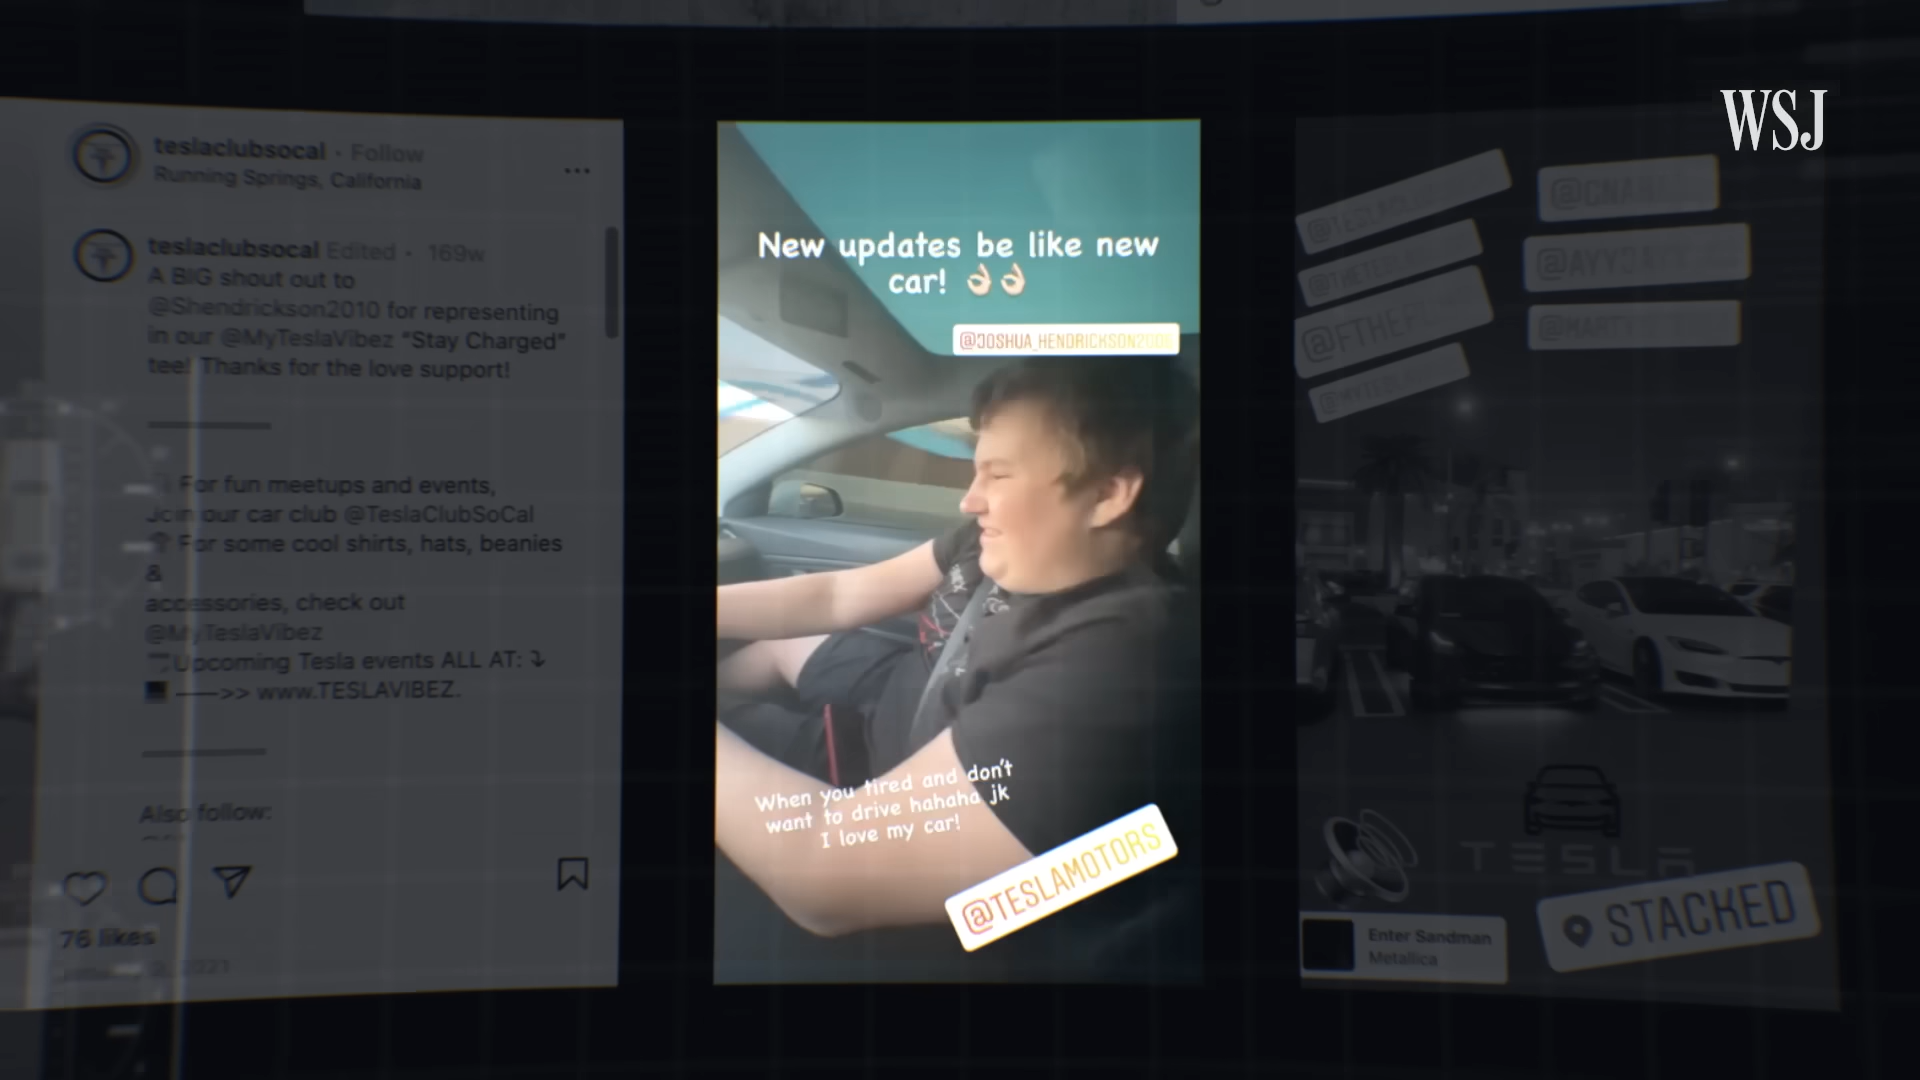 WSJ
teslaclubsocal · Follow
Running Springs, California
teslaclubsocal Edited · 169w
A BIG shout out to
@Shendrickson2010 for representing
in our @MyTeslaVibez "Stay Charged"
tee! Thanks for the love support!
For fun meetups and events,
Join our car club @TeslaClubSoCal
For some cool shirts, hats, beanies
&
accessories, check out
@MyTeslaVibez
Upcoming Tesla events ALL AT: ⤵
——>> www.TESLAVIBEZ.
Also follow:
76 likes
New updates be like new
car! 👌🏻👌🏻
@JOSHUA_HENDRICKSON
When you tired and don't
want to drive hahaha jk
I love my car!
@TESLAMOTORS
TESLA
STACKED
Enter Sandman
Metallica